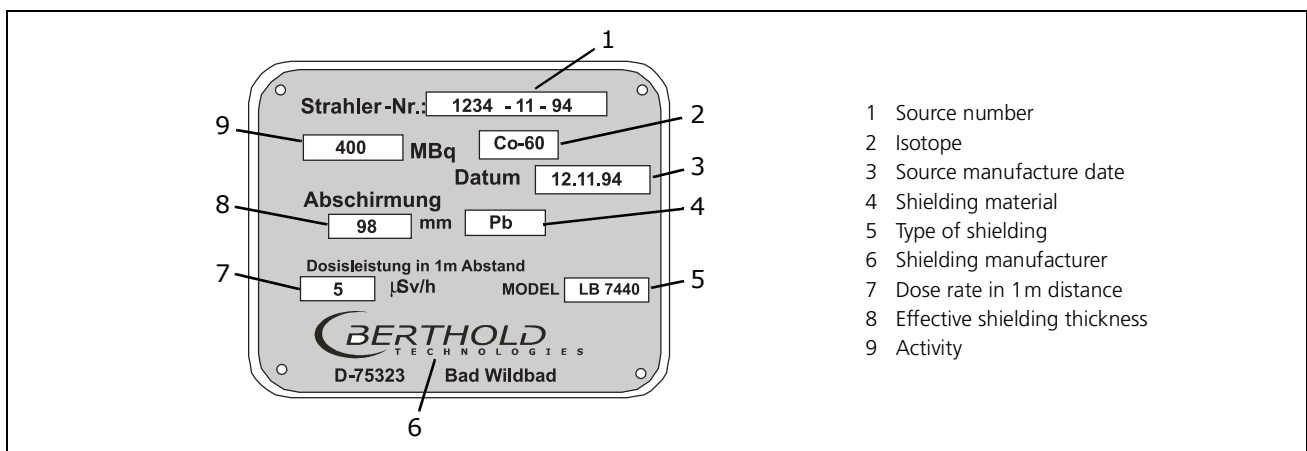 1
Strahler-Nr.: 1234 - 11 - 94
9
400 MBq Co-60
2
Datum 12.11.94
3
Abschirmung
8
98 mm Pb
4
Dosisleistung in 1m Abstand
7
5 µSv/h MODEL LB 7440
5
BERTHOLD
TECHNOLOGIES
D-75323 Bad Wildbad
6
1 Source number
2 Isotope
3 Source manufacture date
4 Shielding material
5 Type of shielding
6 Shielding manufacturer
7 Dose rate in 1 m distance
8 Effective shielding thickness
9 Activity